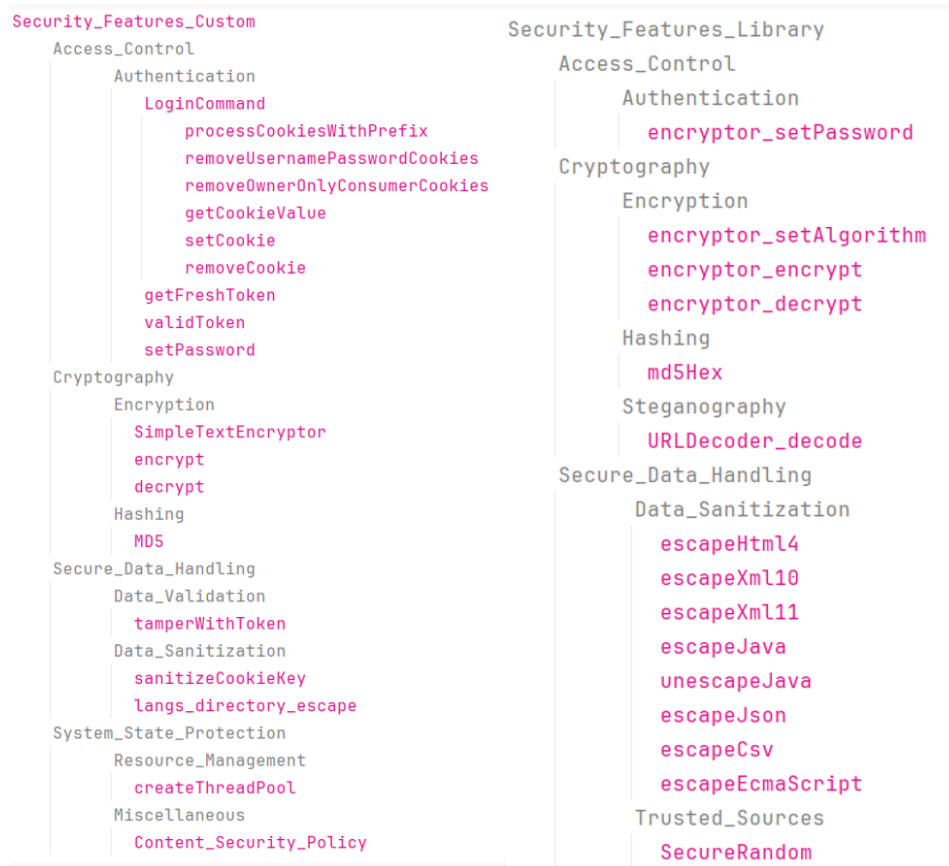 Security_Features_Custom
Access_Control
Authentication
LoginCommand
processCookiesWithPrefix
removeUsernamePasswordCookies
removeOwnerOnlyConsumerCookies
getCookieValue
setCookie
removeCookie
getFreshToken
validToken
setPassword
Cryptography
Encryption
SimpleTextEncryptor
encrypt
decrypt
Hashing
MD5
Secure_Data_Handling
Data_Validation
tamperWithToken
Data_Sanitization
sanitizeCookieKey
langs_directory_escape
System_State_Protection
Resource_Management
createThreadPool
Miscellaneous
Content_Security_Policy
Security_Features_Library
Access_Control
Authentication
encryptor_setPassword
Cryptography
Encryption
encryptor_setAlgorithm
encryptor_encrypt
encryptor_decrypt
Hashing
md5Hex
Steganography
URLDecoder_decode
Secure_Data_Handling
Data_Sanitization
escapeHtml4
escapeXml10
escapeXml11
escapeJava
unescapeJava
escapeJson
escapeCsv
escapeEcmaScript
Trusted_Sources
SecureRandom